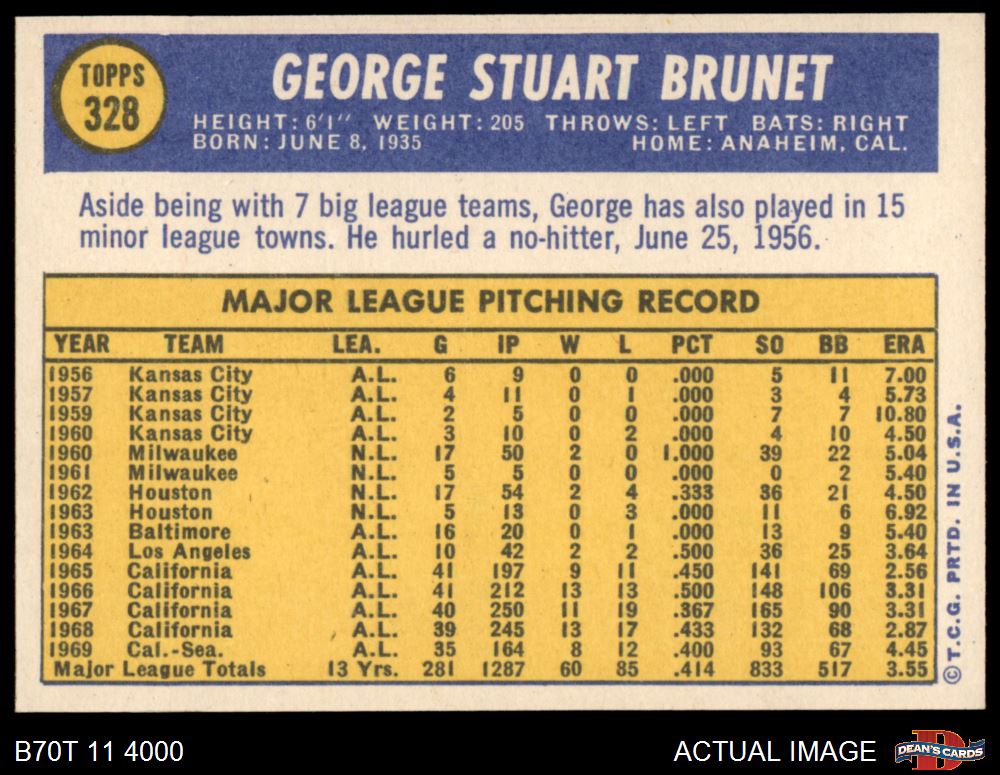 TOPPS
328
GEORGE STUART BRUNET
HEIGHT: 6'1" WEIGHT: 205 THROWS: LEFT BATS: RIGHT
BORN: JUNE 8, 1935 HOME: ANAHEIM, CAL.
Aside being with 7 big league teams, George has also played in 15
minor league towns. He hurled a no-hitter, June 25, 1956.
MAJOR LEAGUE PITCHING RECORD
YEAR TEAM LEA. G IP W L PCT SO BB ERA
1956 Kansas City A.L. 6 9 0 0 .000 5 11 7.00
1957 Kansas City A.L. 4 11 0 1 .000 3 4 5.73
1959 Kansas City A.L. 2 5 0 0 .000 7 7 10.80
1960 Kansas City A.L. 3 10 0 2 .000 4 10 4.50
1960 Milwaukee N.L. 17 50 2 0 1.000 39 22 5.04
1961 Milwaukee N.L. 5 5 0 0 .000 0 2 5.40
1962 Houston N.L. 17 54 2 4 .333 36 21 4.50
1963 Houston N.L. 5 13 0 3 .000 11 6 6.92
1963 Baltimore A.L. 16 20 0 1 .000 13 9 5.40
1964 Los Angeles A.L. 10 42 2 2 .500 36 25 3.64
1965 California A.L. 41 197 9 11 .450 141 69 2.56
1966 California A.L. 41 212 13 13 .500 148 106 3.31
1967 California A.L. 40 250 11 19 .367 165 90 3.31
1968 California A.L. 39 245 13 17 .433 132 68 2.87
1969 Cal.-Sea. A.L. 35 164 8 12 .400 93 67 4.45
Major League Totals 13 Yrs. 281 1287 60 85 .414 833 517 3.55
© T.C.G. PRTD. IN U.S.A.
B70T 11 4000
ACTUAL IMAGE
DEAN'S CARDS